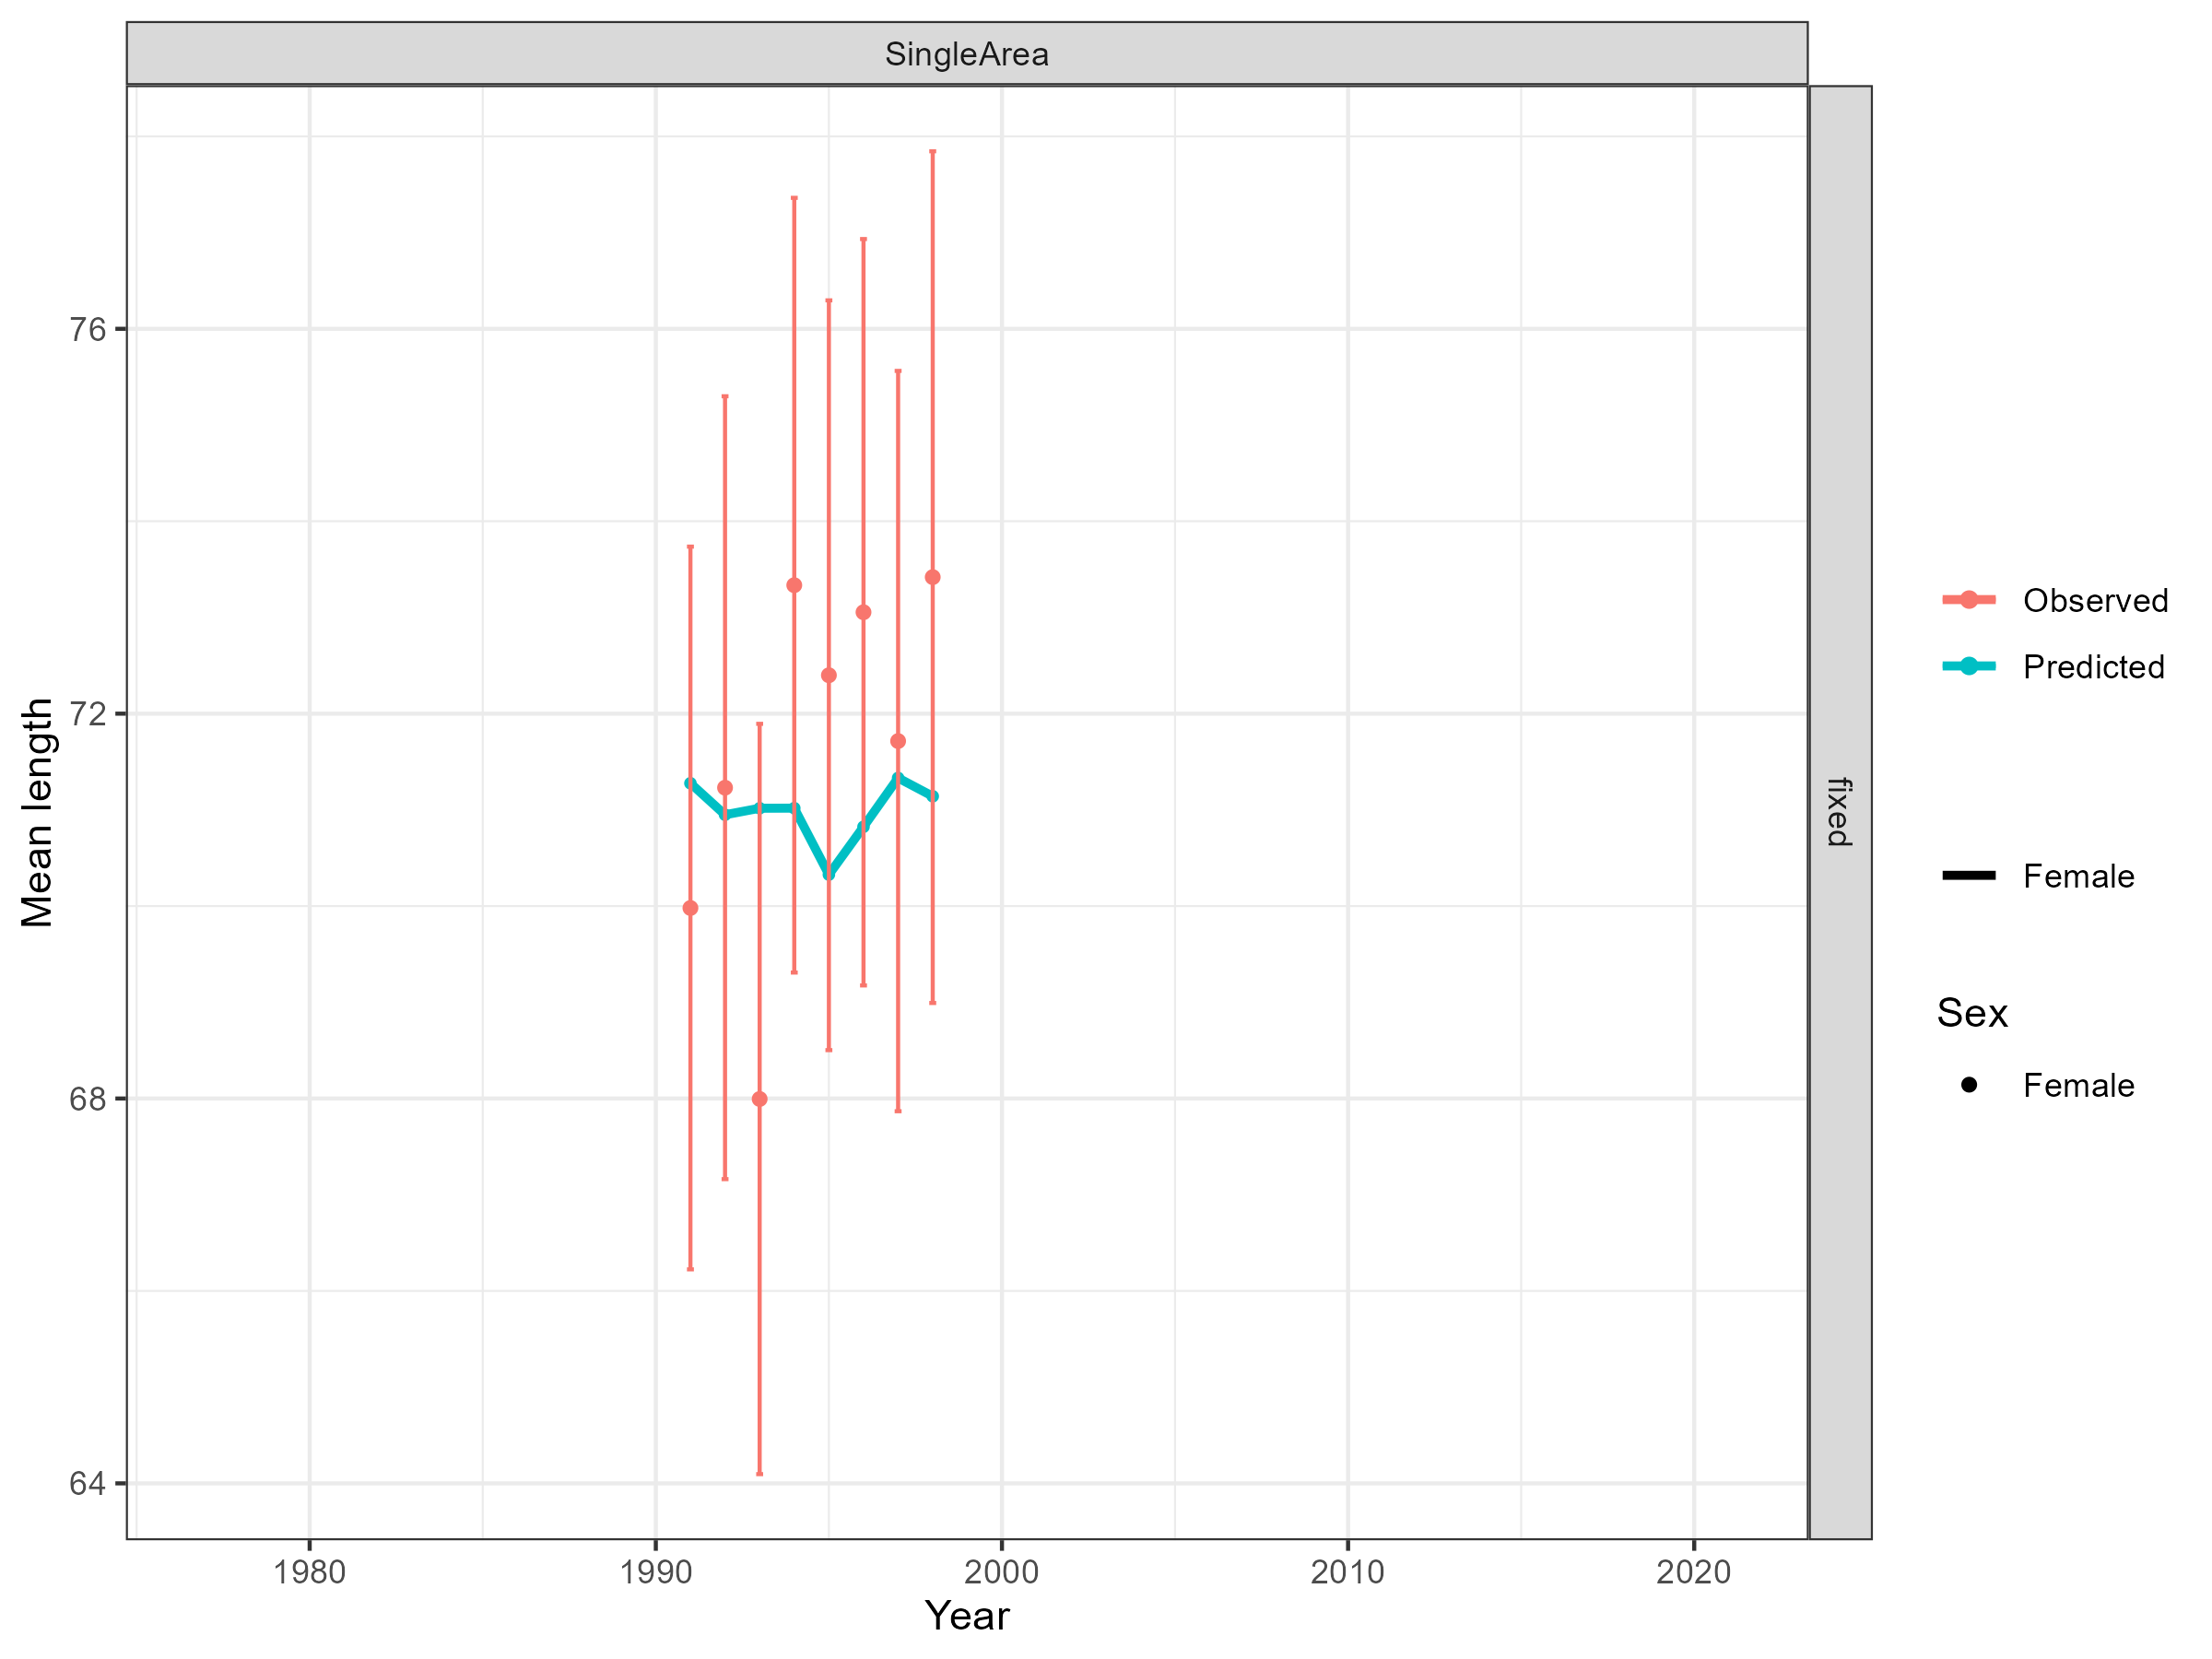 SingleArea
fixed
Mean length
76
72
68
64
1980
1990
2000
2010
2020
Year
Observed
Predicted
Female
Sex
Female